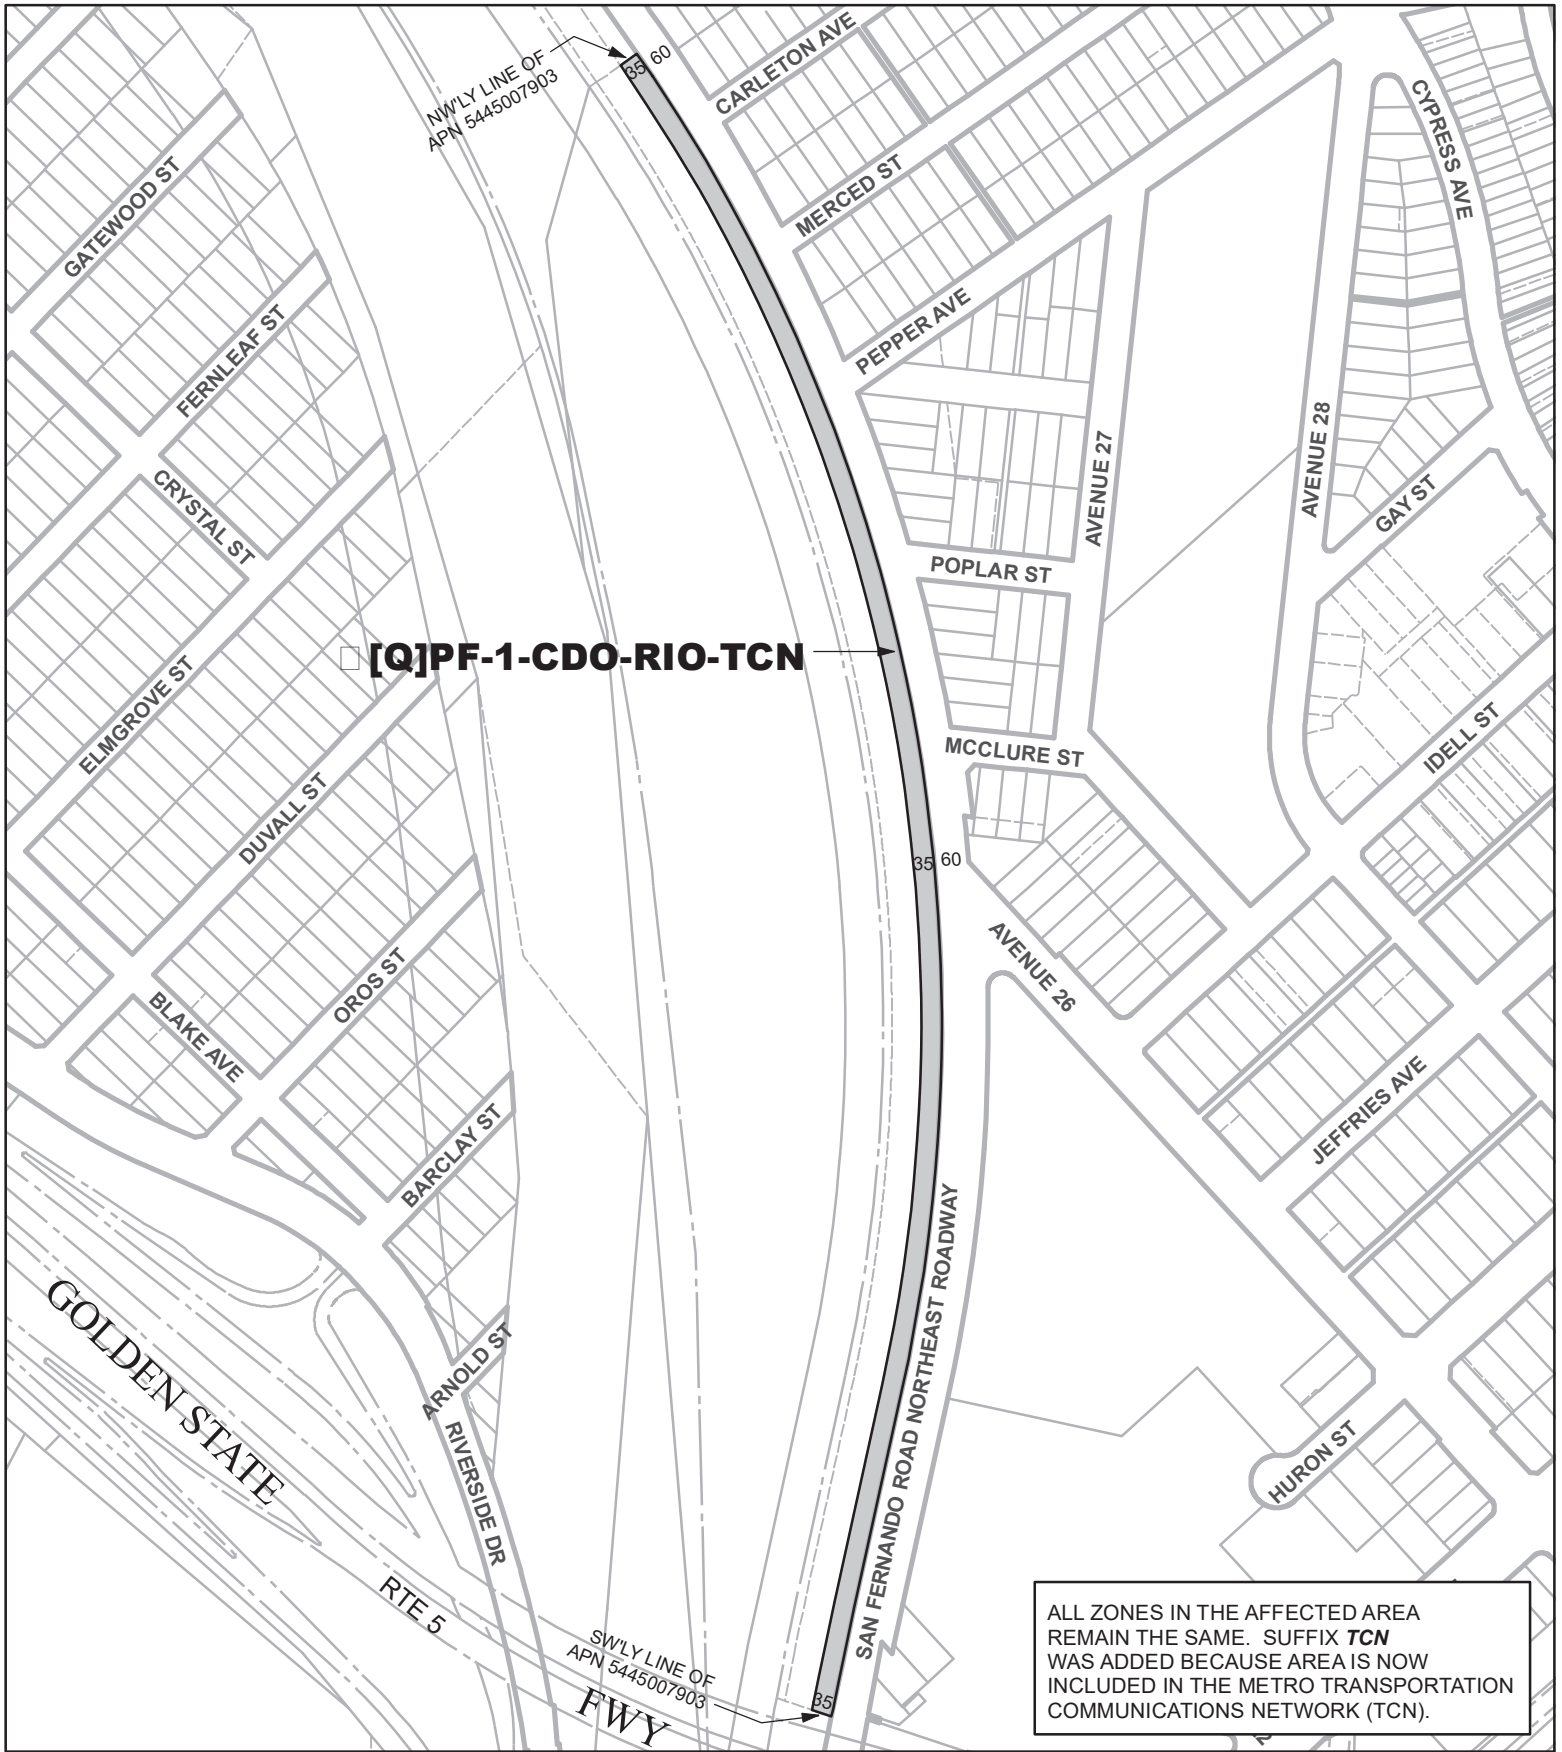 NW'LY LINE OF
APN 5445007903
35
60
CARLETON AVE
CYPRESS AVE
MERCED ST
GATEWOOD ST
PEPPER AVE
FERNLEAF ST
AVENUE 27
AVENUE 28
GAY ST
CRYSTAL ST
POPLAR ST
[Q]PF-1-CDO-RIO-TCN
ELMGROVE ST
MCCLURE ST
IDELL ST
DUVALL ST
35
60
AVENUE 26
OROS ST
BLAKE AVE
JEFFRIES AVE
BARCLAY ST
SAN FERNANDO ROAD NORTHEAST ROADWAY
GOLDEN STATE
ARNOLD ST
RIVERSIDE DR
HURON ST
RTE 5
FWY
SW'LY LINE OF
APN 5445007903
35
ALL ZONES IN THE AFFECTED AREA
REMAIN THE SAME. SUFFIX TCN
WAS ADDED BECAUSE AREA IS NOW
INCLUDED IN THE METRO TRANSPORTATION
COMMUNICATIONS NETWORK (TCN).